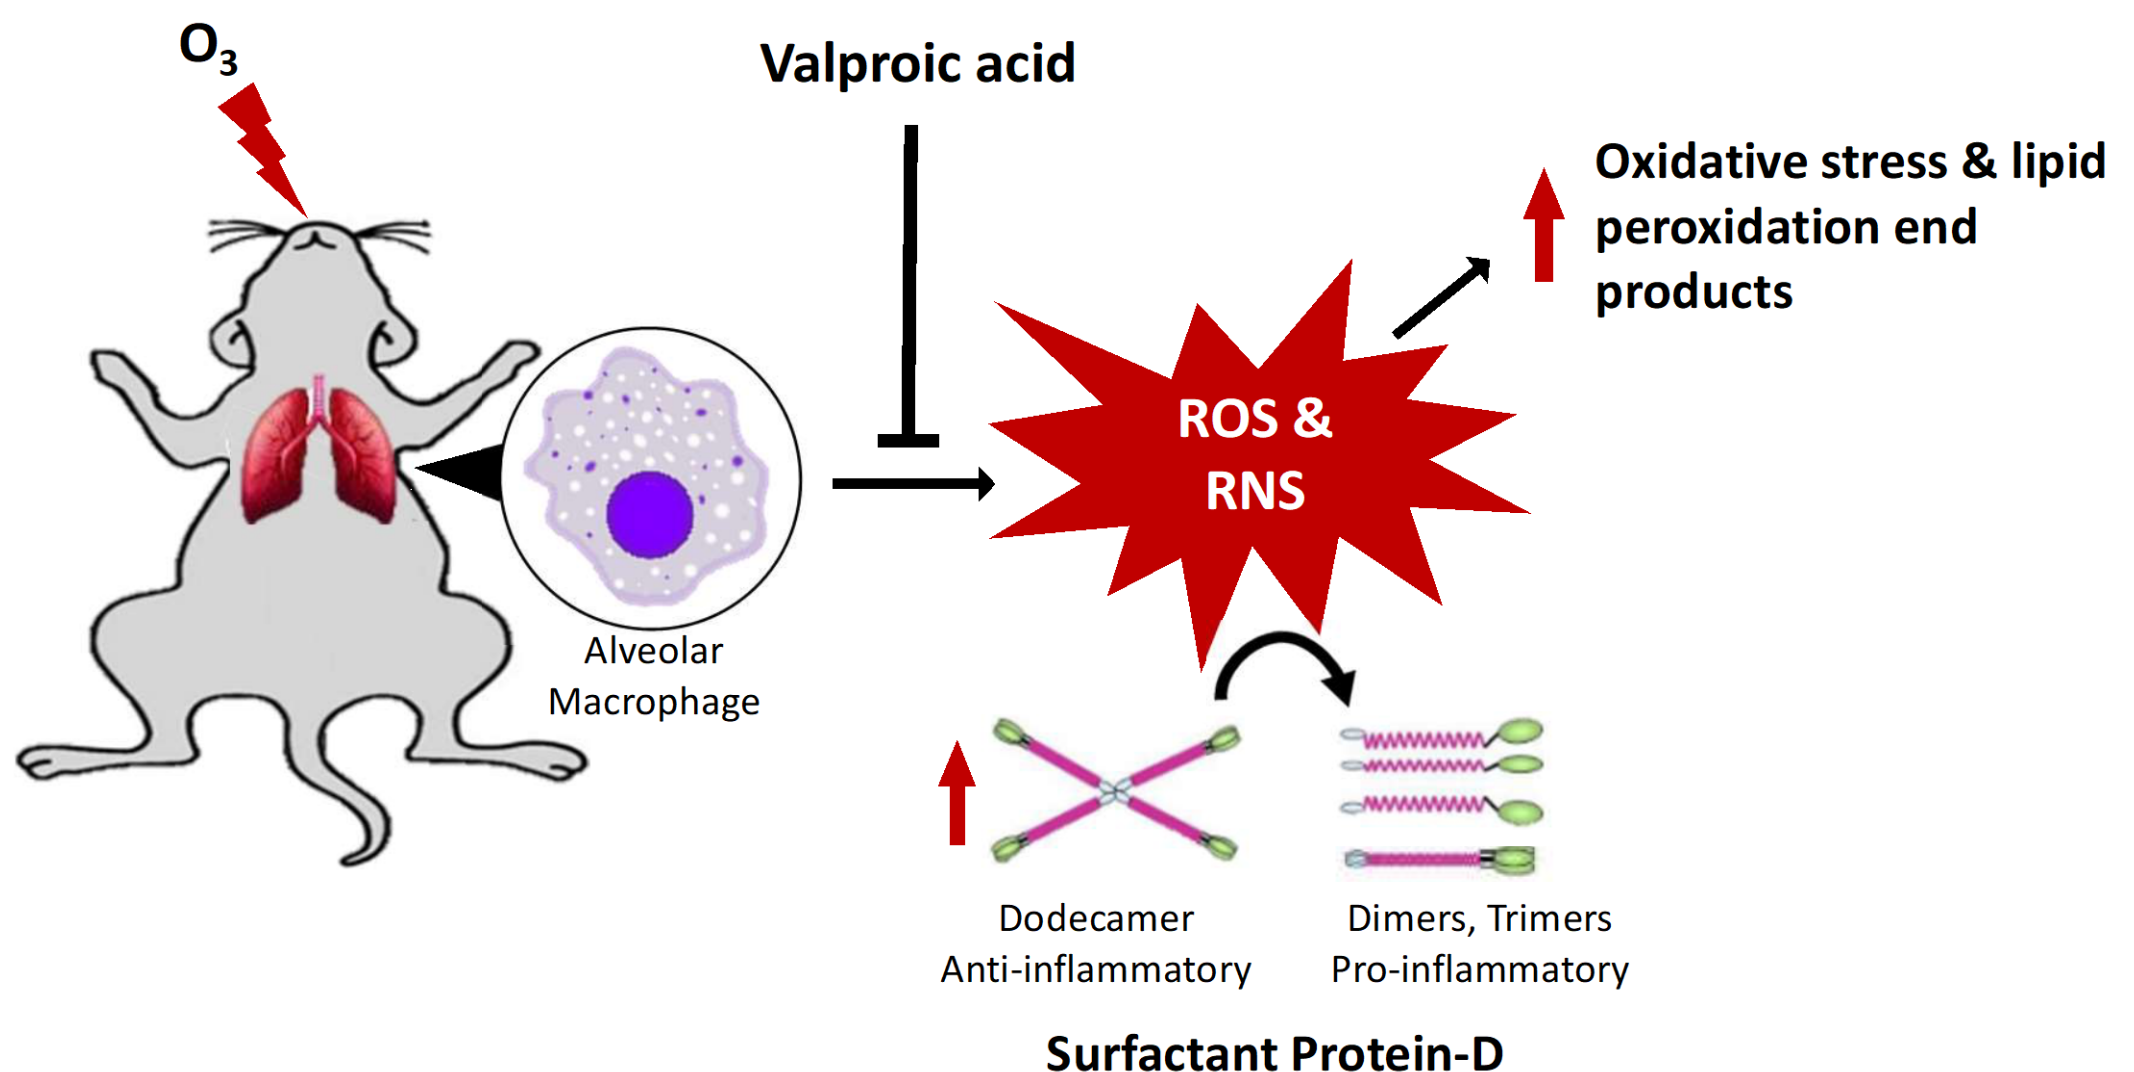 O₃
Valproic acid
Oxidative stress & lipid
peroxidation end
products
ROS &
RNS
Alveolar
Macrophage
Dodecamer
Anti-inflammatory
Dimers, Trimers
Pro-inflammatory
Surfactant Protein-D